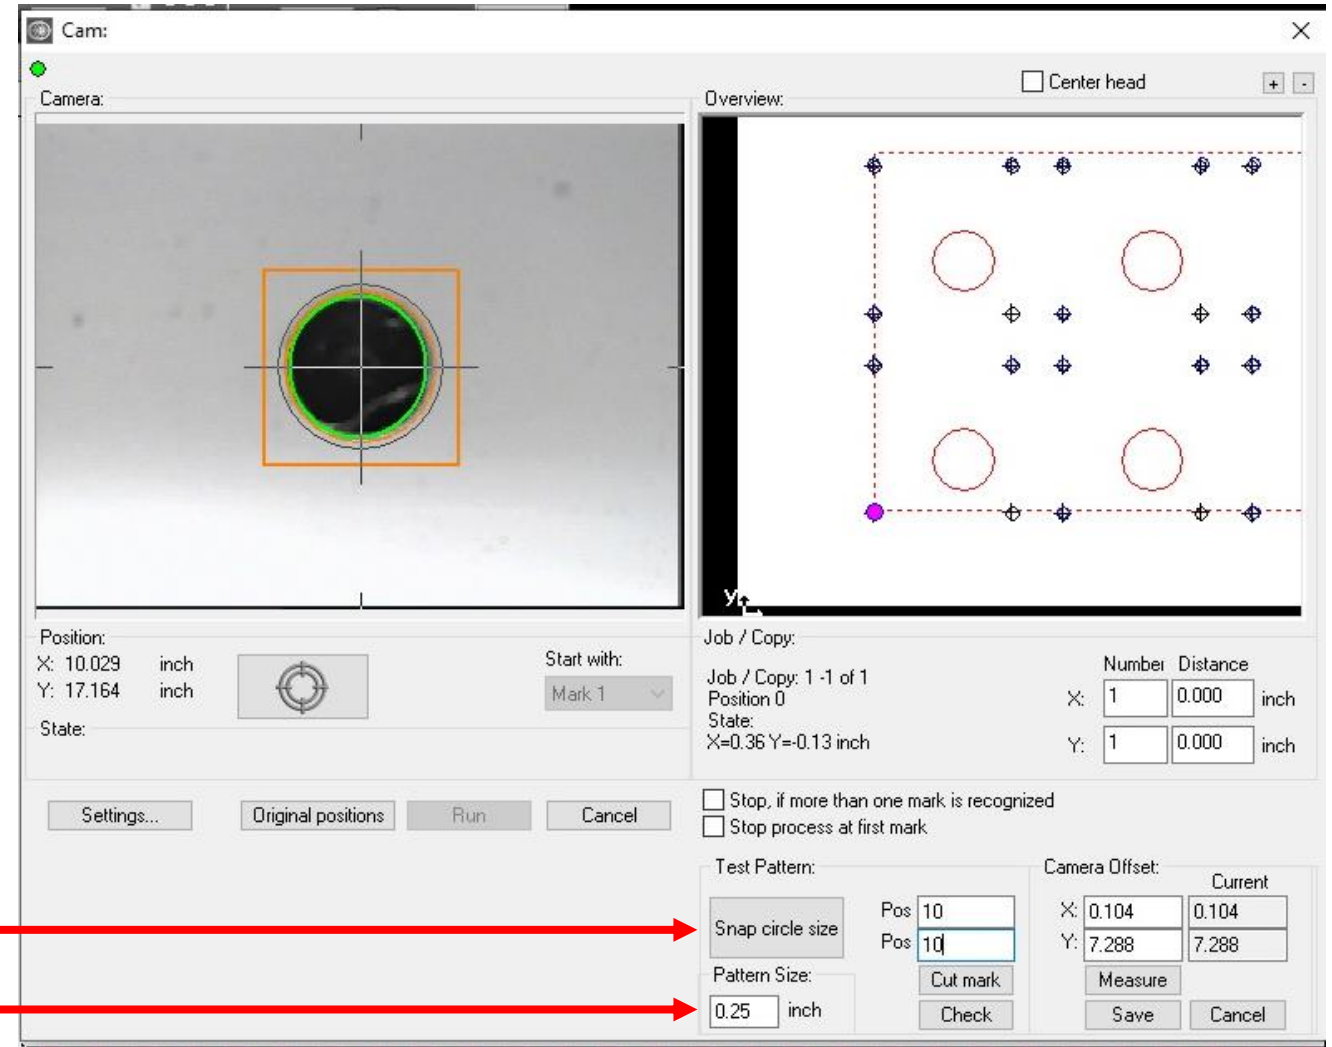 Cam:
Center head
+ -
Camera:
Overview:
y
Position:
X: 10.029 inch
Y: 17.164 inch
Start with:
Mark 1
State:
Job / Copy:
Job / Copy: 1 -1 of 1
Position 0
State:
X=0.36 Y=-0.13 inch
Number Distance
X: 1 0.000 inch
Y: 1 0.000 inch
Settings...
Original positions
Run
Cancel
Stop, if more than one mark is recognized
Stop process at first mark
Test Pattern:
Snap circle size
Pos 10
Pos 10
Pattern Size:
0.25 inch
Cut mark
Check
Camera Offset:
Current
X: 0.104 0.104
Y: 7.288 7.288
Measure
Save
Cancel